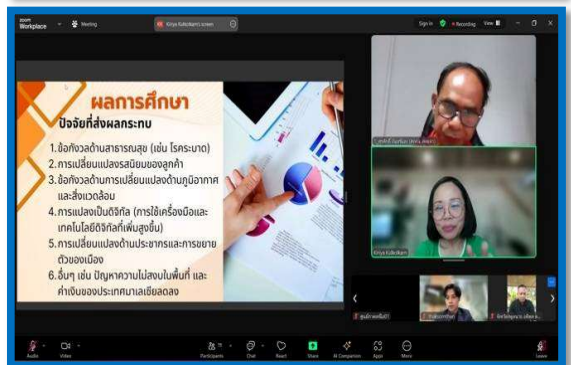 zoom
Workplace
Meeting
Kiriya Kulkolkarn's screen
Sign in
Recording
View
ผลการศึกษา
ปัจจัยที่ส่งผลกระทบ
1. ข้อกังวลด้านสาธารณสุข (เช่น โรคระบาด)
2. การเปลี่ยนแปลงรสนิยมของลูกค้า
3. ข้อกังวลด้านการเปลี่ยนแปลงด้านภูมิอากาศ
และสิ่งแวดล้อม
4. การแปลงเป็นดิจิทัล (การใช้เครื่องมือและ
เทคโนโลยีดิจิทัลที่เพิ่มสูงขึ้น)
5. การเปลี่ยนแปลงด้านประชากรและการขยาย
ตัวของเมือง
6. อื่นๆ เช่น ปัญหาความไม่สงบในพื้นที่ และ
ค่าเงินของประเทศมาเลเซียลดลง
Kiriya Kulkolkarn
Audio
Video
Participants
Chat
React
Share
AI Companion
Apps
More
Leave